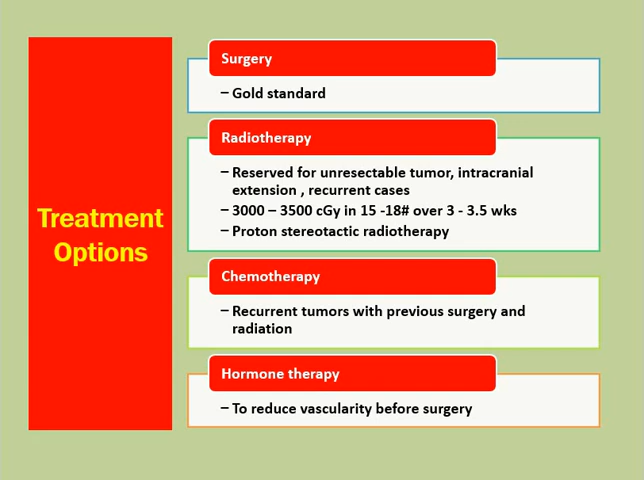 Treatment
Options
Surgery
– Gold standard
Radiotherapy
– Reserved for unresectable tumor, intracranial
extension , recurrent cases
– 3000 – 3500 cGy in 15 -18# over 3 - 3.5 wks
– Proton stereotactic radiotherapy
Chemotherapy
– Recurrent tumors with previous surgery and
radiation
Hormone therapy
– To reduce vascularity before surgery